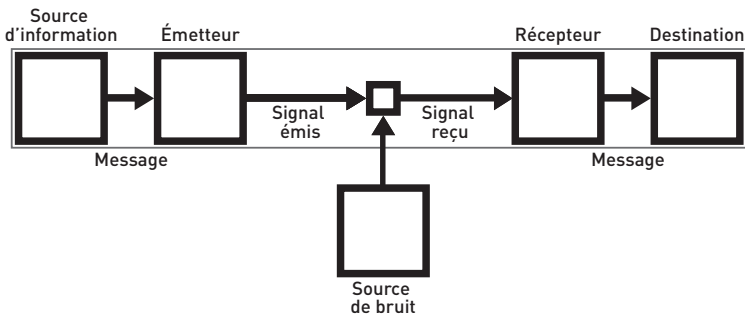 Source
d'information
Émetteur
Récepteur
Destination
Signal
émis
Signal
reçu
Message
Message
Source
de bruit